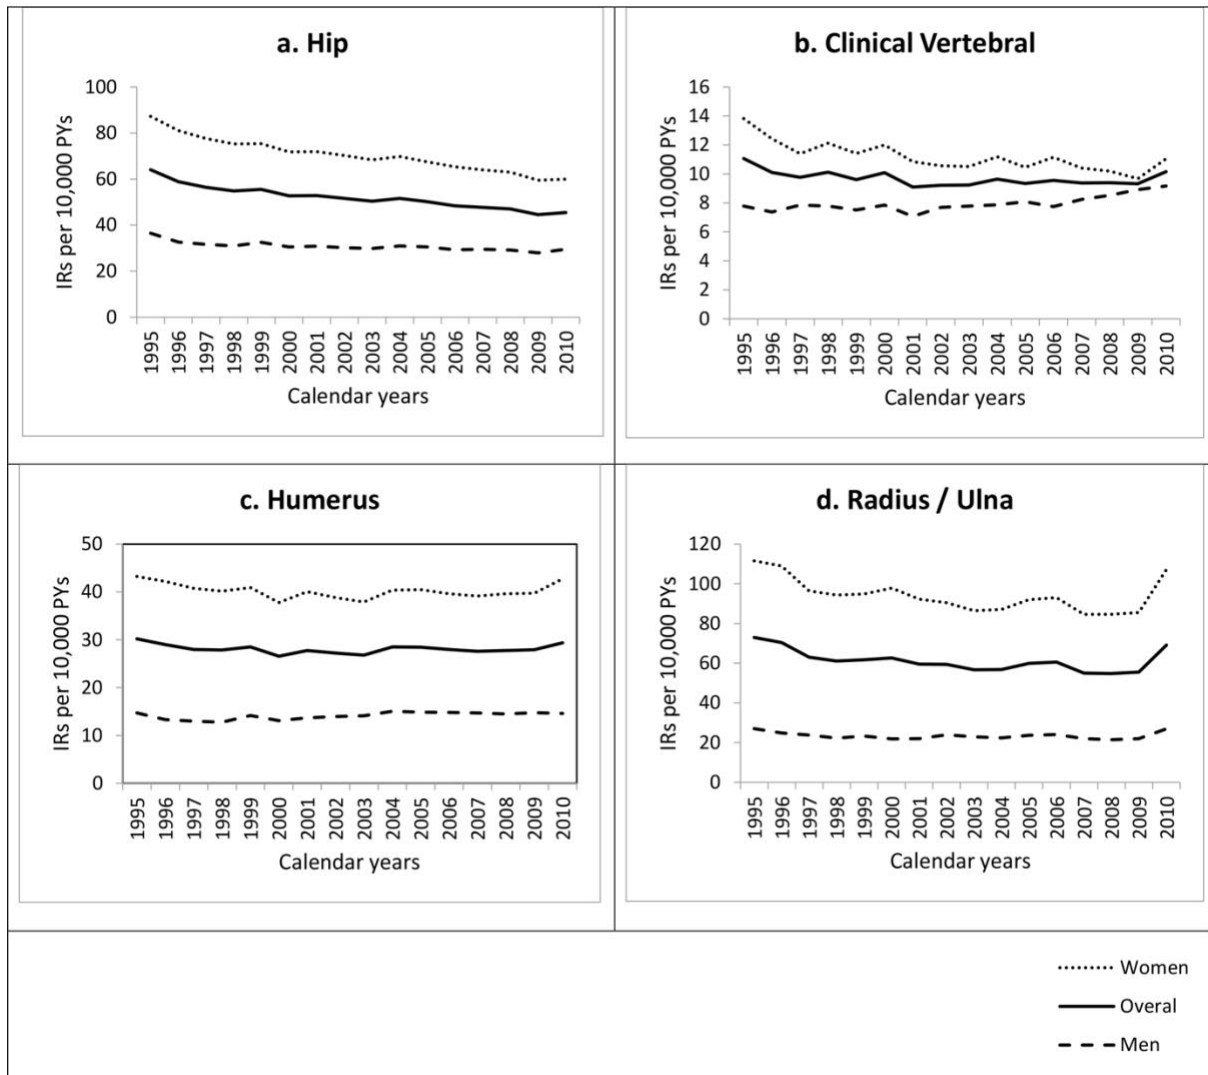 a. Hip
IRs per 10,000 PYs
100
80
60
40
20
0
1995 1996 1997 1998 1999 2000 2001 2002 2003 2004 2005 2006 2007 2008 2009 2010
Calendar years
b. Clinical Vertebral
IRs per 10,000 PYs
16
14
12
10
8
6
4
2
0
1995 1996 1997 1998 1999 2000 2001 2002 2003 2004 2005 2006 2007 2008 2009 2010
Calendar years
c. Humerus
IRs per 10,000 PYs
50
40
30
20
10
0
1995 1996 1997 1998 1999 2000 2001 2002 2003 2004 2005 2006 2007 2008 2009 2010
Calendar years
d. Radius / Ulna
IRs per 10,000 PYs
120
100
80
60
40
20
0
1995 1996 1997 1998 1999 2000 2001 2002 2003 2004 2005 2006 2007 2008 2009 2010
Calendar years
Women
Overal
Men